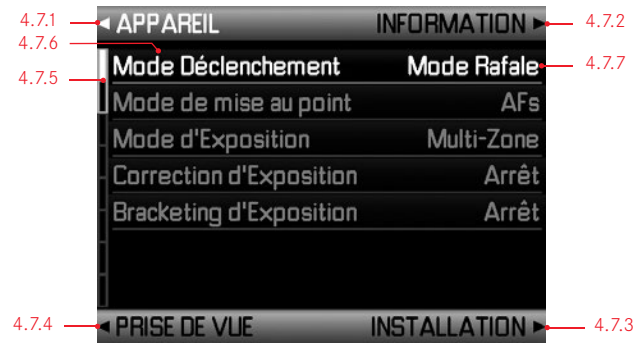 4.7.1 ◄ APPAREIL INFORMATION ► 4.7.2
4.7.6
4.7.5 Mode Déclenchement Mode Rafale 4.7.7
Mode de mise au point AFs
Mode d'Exposition Multi-Zone
Correction d'Exposition Arrêt
Bracketing d'Exposition Arrêt
4.7.4 ◄ PRISE DE VUE INSTALLATION ► 4.7.3